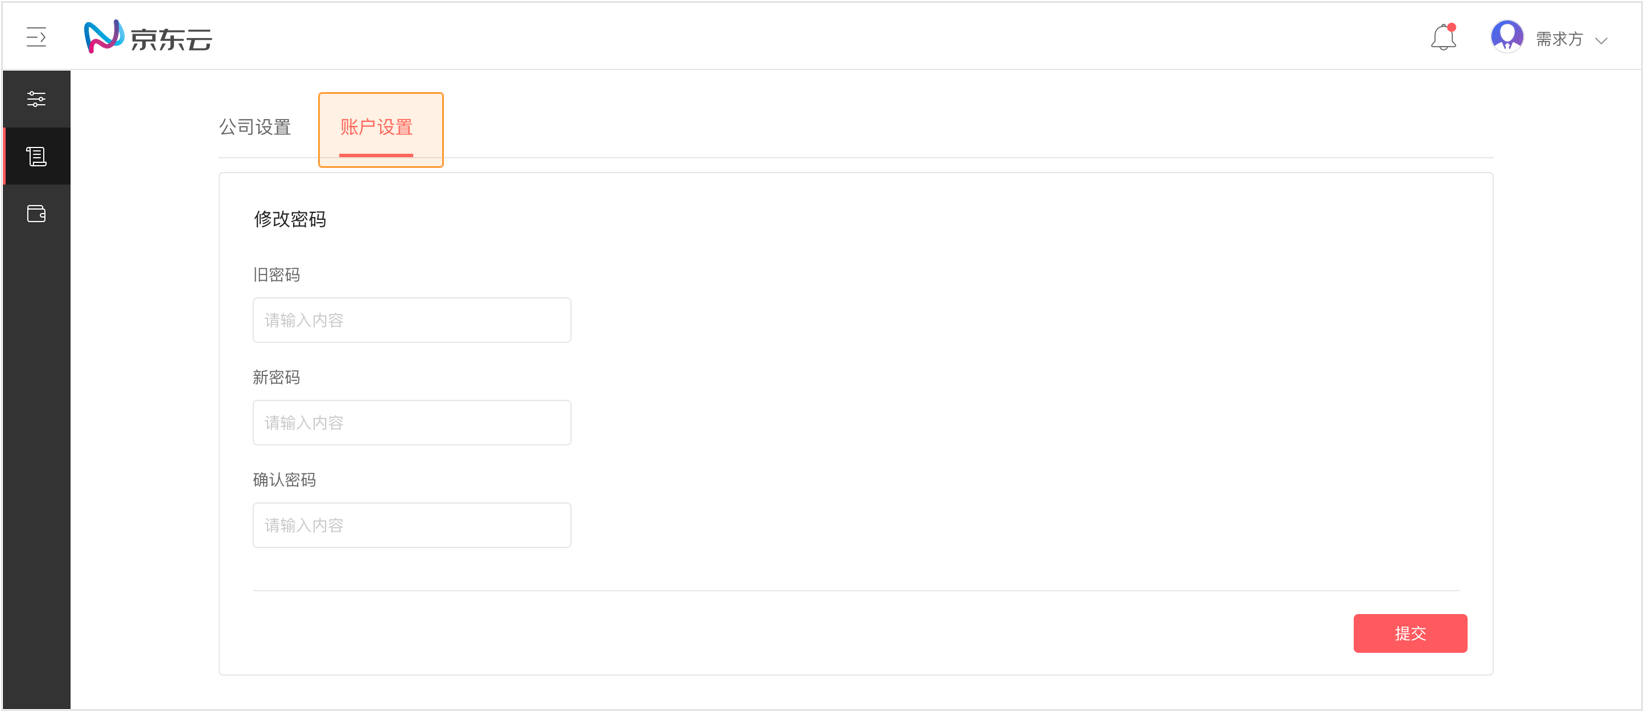 京东云
需求方
公司设置
账户设置
修改密码
旧密码
请输入内容
新密码
请输入内容
确认密码
请输入内容
提交